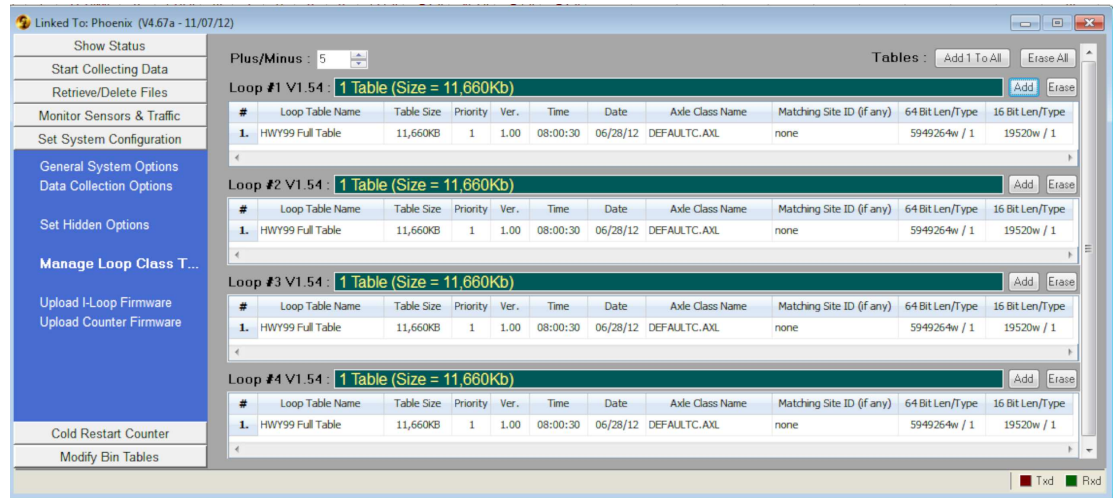 Linked To: Phoenix (V4.67a - 11/07/12)
Show Status
Start Collecting Data
Retrieve/Delete Files
Monitor Sensors & Traffic
Set System Configuration
General System Options
Data Collection Options
Set Hidden Options
Manage Loop Class T...
Upload I-Loop Firmware
Upload Counter Firmware
Cold Restart Counter
Modify Bin Tables
Plus/Minus : 5 Tables : Add 1 To All Erase All
Loop #1 V1.54 : 1 Table (Size = 11,660Kb) Add Erase
# Loop Table Name Table Size Priority Ver. Time Date Axle Class Name Matching Site ID (if any) 64 Bit Len/Type 16 Bit Len/Type
1. HWY99 Full Table 11,660KB 1 1.00 08:00:30 06/28/12 DEFAULTC.AXL none 5949264w / 1 19520w / 1
Loop #2 V1.54 : 1 Table (Size = 11,660Kb) Add Erase
# Loop Table Name Table Size Priority Ver. Time Date Axle Class Name Matching Site ID (if any) 64 Bit Len/Type 16 Bit Len/Type
1. HWY99 Full Table 11,660KB 1 1.00 08:00:30 06/28/12 DEFAULTC.AXL none 5949264w / 1 19520w / 1
Loop #3 V1.54 : 1 Table (Size = 11,660Kb) Add Erase
# Loop Table Name Table Size Priority Ver. Time Date Axle Class Name Matching Site ID (if any) 64 Bit Len/Type 16 Bit Len/Type
1. HWY99 Full Table 11,660KB 1 1.00 08:00:30 06/28/12 DEFAULTC.AXL none 5949264w / 1 19520w / 1
Loop #4 V1.54 : 1 Table (Size = 11,660Kb) Add Erase
# Loop Table Name Table Size Priority Ver. Time Date Axle Class Name Matching Site ID (if any) 64 Bit Len/Type 16 Bit Len/Type
1. HWY99 Full Table 11,660KB 1 1.00 08:00:30 06/28/12 DEFAULTC.AXL none 5949264w / 1 19520w / 1
Txd Rxd